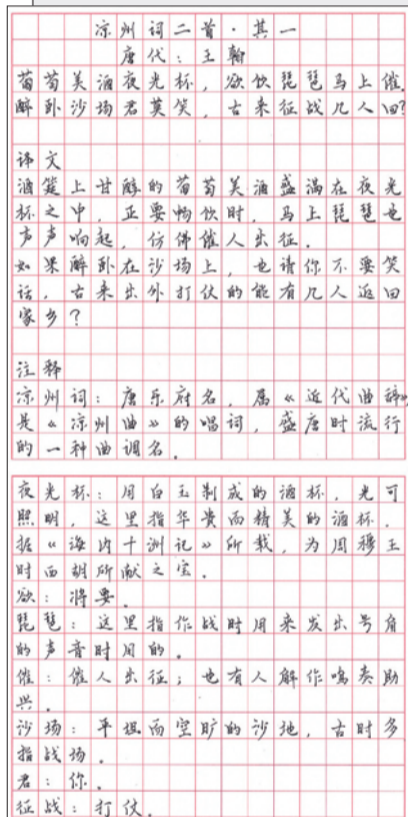 凉州词二首·其一
唐代：王翰
葡萄美酒夜光杯，欲饮琵琶马上催。
醉卧沙场君莫笑，古来征战几人回？
译文
酒筵上甘醇的葡萄美酒盛满在夜光
杯之中，正要畅饮时，马上琵琶也
声声响起，仿佛催人出征。
如果醉卧在沙场上，也请你不要笑
话，古来出外打仗的能有几人返回
家乡？
注释
凉州词：唐乐府名，属《近代曲辞》，
是《凉州曲》的唱词，盛唐时流行
的一种曲调名。
夜光杯：用白玉制成的酒杯，光可
照明，这里指华贵而精美的酒杯。
据《海内十洲记》所载，为周穆王
时西胡所献之宝。
欲：将要。
琵琶：这里指作战时用来发出号角
的声音时用的。
催：催人出征；也有人解作鸣奏助
兴。
沙场：平坦而空旷的沙地，古时多
指战场。
君：你。
征战：打仗。